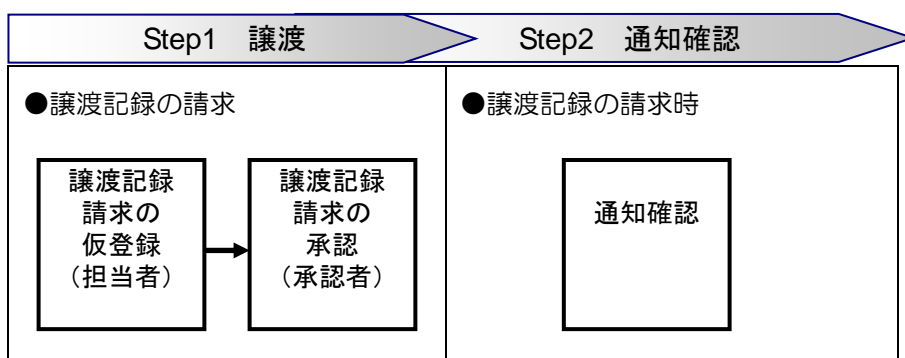 Step1 譲渡
Step2 通知確認
●譲渡記録の請求
●譲渡記録の請求時
譲渡記録
請求の
仮登録
（担当者）
譲渡記録
請求の
承認
（承認者）
通知確認